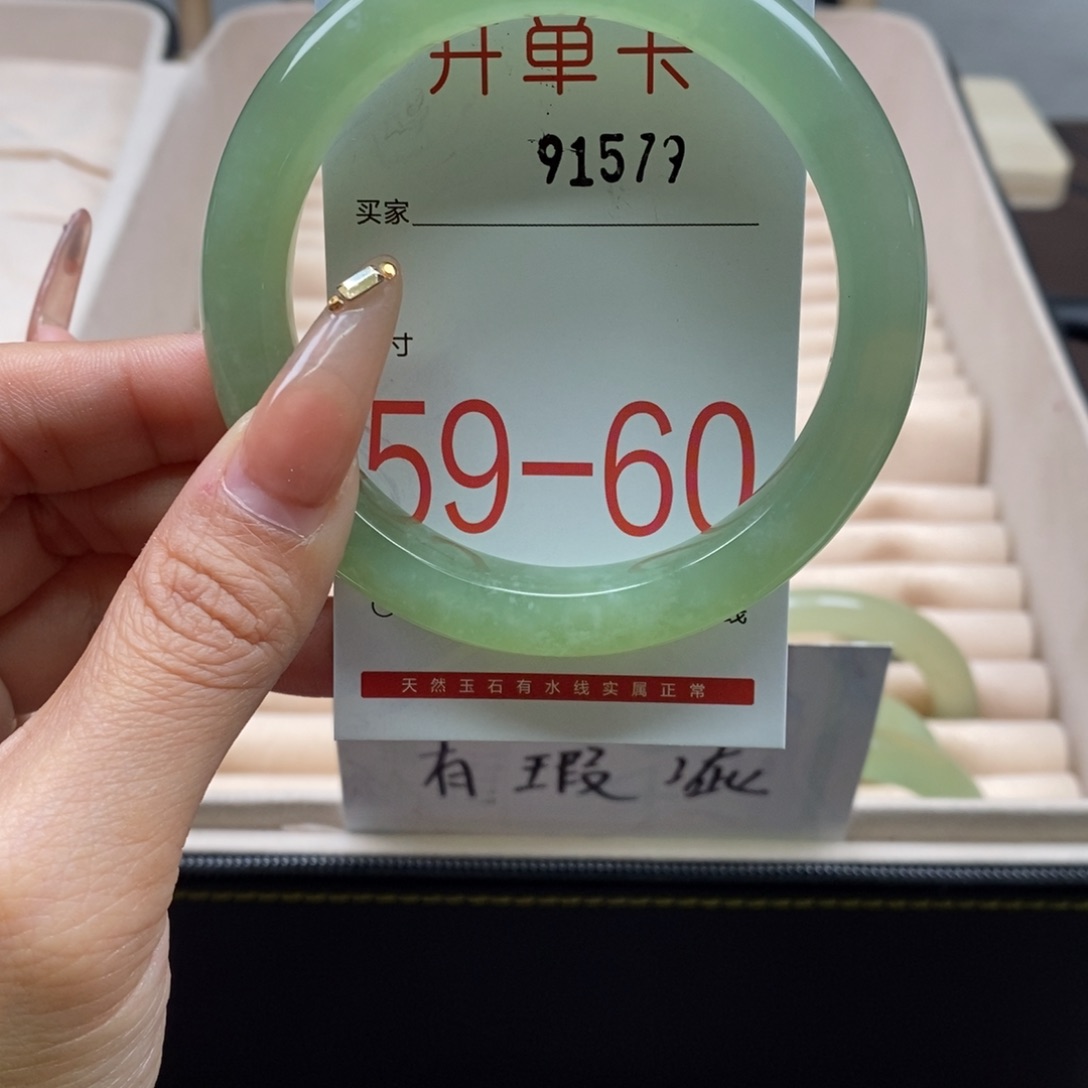 开单卡
91579
买家
寸
59-60
线
天然玉石有水线实属正常
有瑕疵